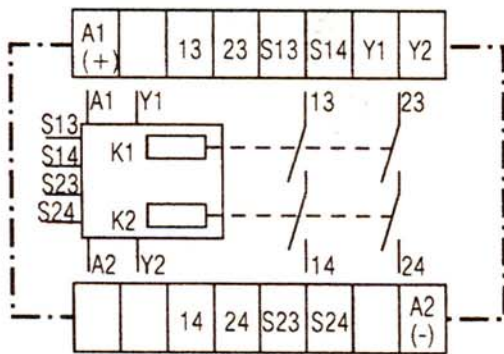 A1 (+) 13 23 S13 S14 Y1 Y2
A1 Y1 13 23
S13
S14
S23
S24
K1
K2
A2 Y2 14 24
14 24 S23 S24 A2 (-)